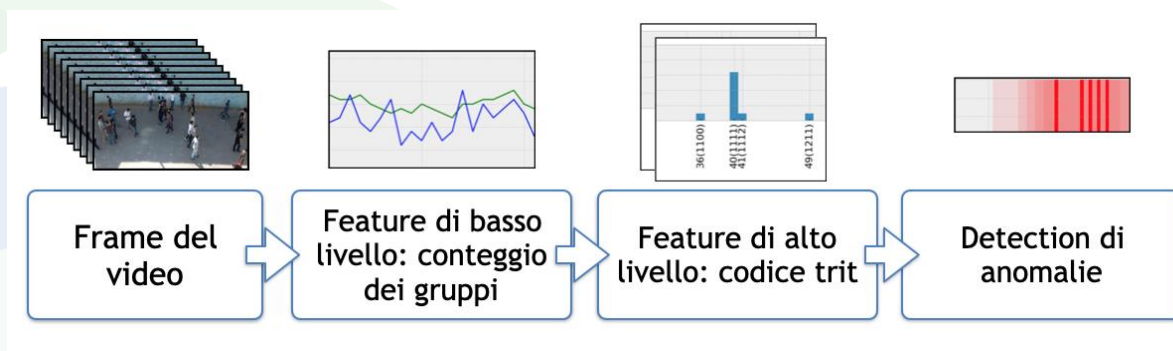 36(1100)
40(1111)
41(1112)
49(1211)
Frame del
video
Feature di basso
livello: conteggio
dei gruppi
Feature di alto
livello: codice trit
Detection di
anomalie